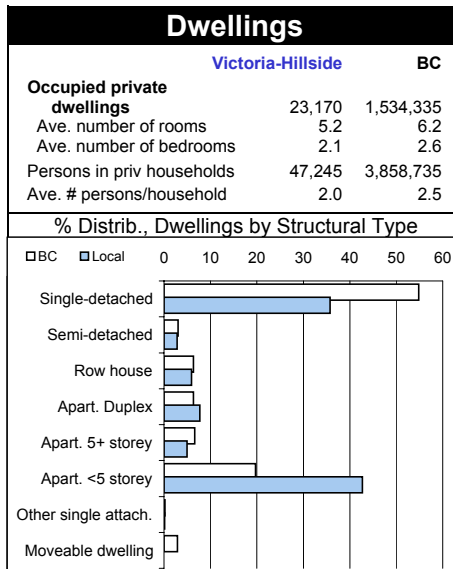 Dwellings
Victoria-Hillside BC
Occupied private
dwellings 23,170 1,534,335
Ave. number of rooms 5.2 6.2
Ave. number of bedrooms 2.1 2.6
Persons in priv households 47,245 3,858,735
Ave. # persons/household 2.0 2.5
% Distrib., Dwellings by Structural Type
BC Local 0 10 20 30 40 50 60
Single-detached
Semi-detached
Row house
Apart. Duplex
Apart. 5+ storey
Apart. <5 storey
Other single attach.
Moveable dwelling